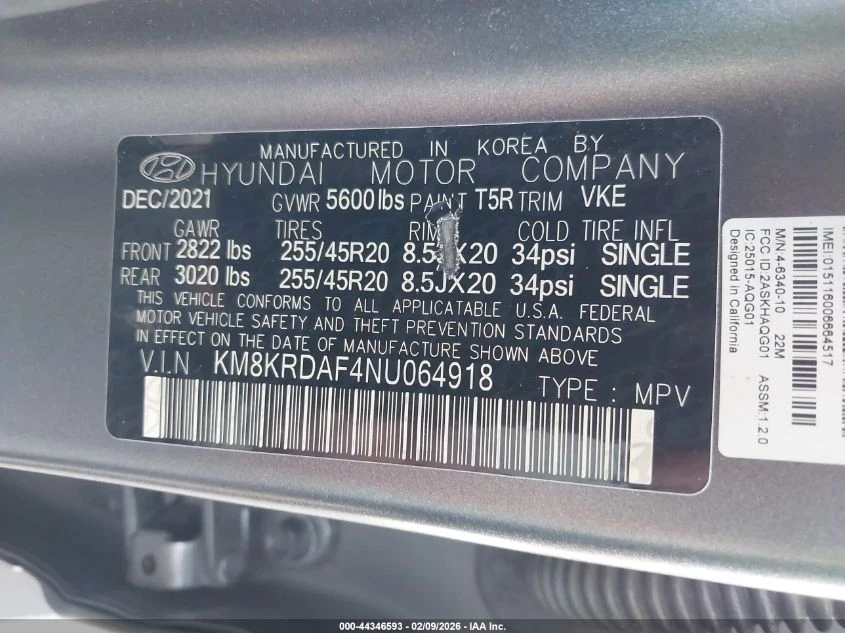 MANUFACTURED IN KOREA BY
HYUNDAI MOTOR COMPANY
DEC/2021 GVWR 5600 lbs PAINT T5R TRIM VKE
GAWR TIRES RIM COLD TIRE INFL
FRONT 2822 lbs 255/45R20 8.5JX20 34psi SINGLE
REAR 3020 lbs 255/45R20 8.5JX20 34psi SINGLE
THIS VEHICLE CONFORMS TO ALL APPLICATABLE U.S.A. FEDERAL
MOTOR VEHICLE SAFETY AND THEFT PREVENTION STANDARDS
IN EFFECT ON THE DATE OF MANUFACTURE SHOWN ABOVE
V.I.N KM8KRDAF4NU064918
TYPE : MPV
IMEI:015116006664517
M/N:4-6340-10 22M
FCC ID:2ASKHAQG01 ASSM:1.2.0
IC:25015-AQG01
Designed in California
000-44346593 - 02/09/2026 - IAA Inc.